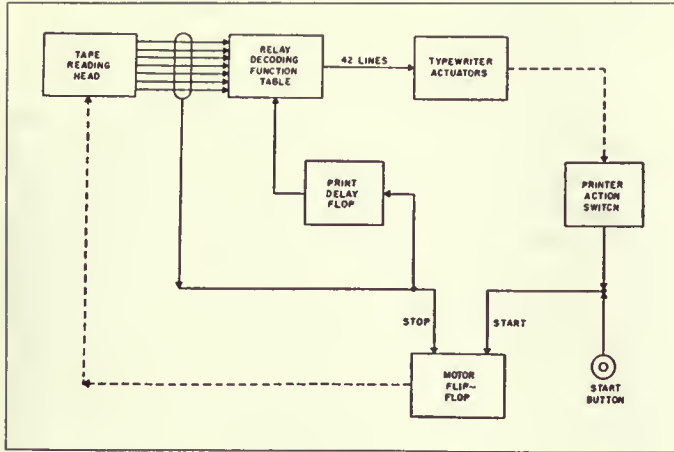 TAPE
READING
HEAD
RELAY
DECODING
FUNCTION
TABLE
42 LINES
TYPEWRITER
ACTUATORS
PRINT
DELAY
FLOP
PRINTER
ACTION
SWITCH
STOP
START
MOTOR
FLIP-
FLOP
START
BUTTON